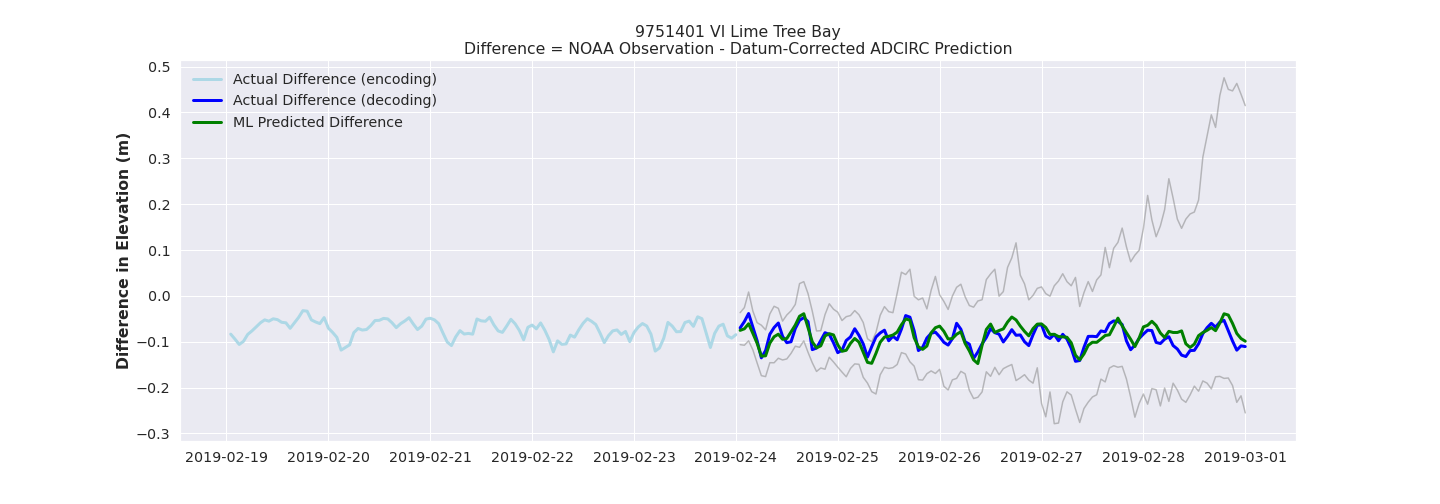 9751401 VI Lime Tree Bay
Difference = NOAA Observation - Datum-Corrected ADCIRC Prediction
Actual Difference (encoding)
Actual Difference (decoding)
ML Predicted Difference
Difference in Elevation (m)
0.5
0.4
0.3
0.2
0.1
0.0
−0.1
−0.2
−0.3
2019-02-19 2019-02-20 2019-02-21 2019-02-22 2019-02-23 2019-02-24 2019-02-25 2019-02-26 2019-02-27 2019-02-28 2019-03-01